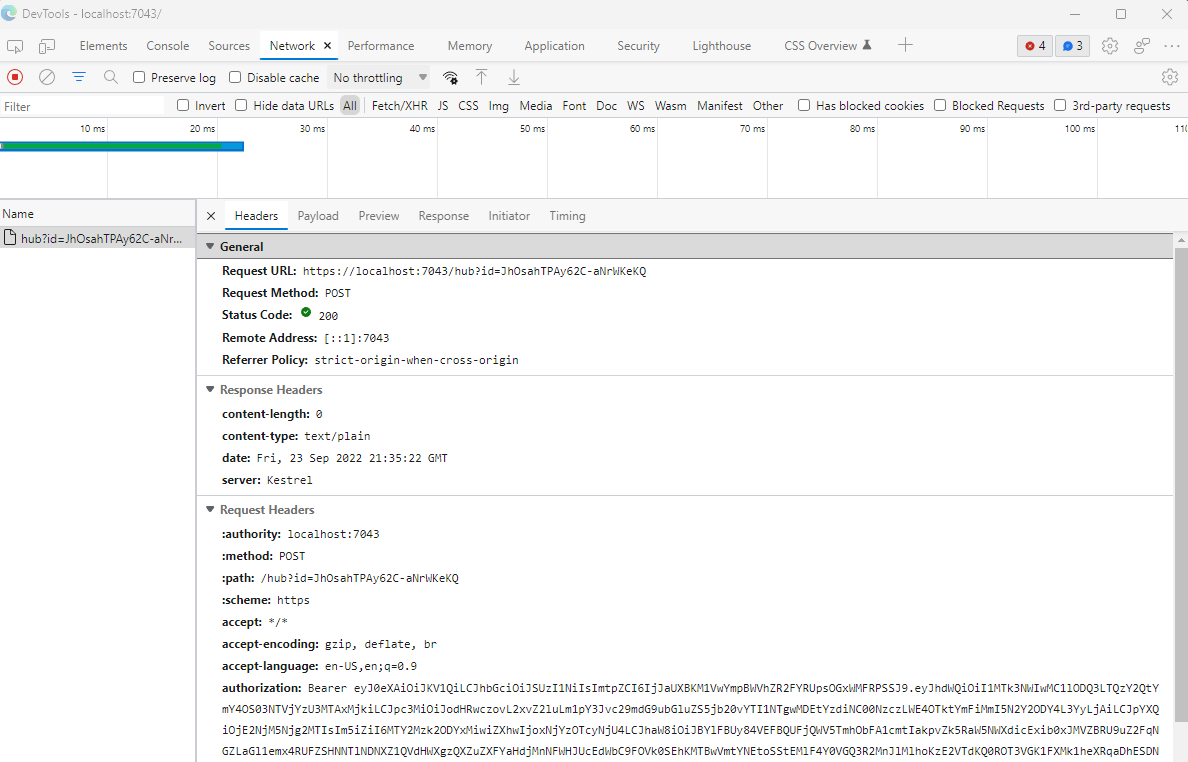 DevTools - localhost:7043/
Elements Console Sources Network Performance Memory Application Security Lighthouse CSS Overview 4 3
Preserve log Disable cache No throttling
Filter Invert Hide data URLs All Fetch/XHR JS CSS Img Media Font Doc WS Wasm Manifest Other Has blocked cookies Blocked Requests 3rd-party requests
10 ms 20 ms 30 ms 40 ms 50 ms 60 ms 70 ms 80 ms 90 ms 100 ms
Name
hub?id=JhOsahTPAy62C-aNr...
Headers Payload Preview Response Initiator Timing
General
Request URL: https://localhost:7043/hub?id=JhOsahTPAy62C-aNrWKeKQ
Request Method: POST
Status Code: 200
Remote Address: [::1]:7043
Referrer Policy: strict-origin-when-cross-origin
Response Headers
content-length: 0
content-type: text/plain
date: Fri, 23 Sep 2022 21:35:22 GMT
server: Kestrel
Request Headers
:authority: localhost:7043
:method: POST
:path: /hub?id=JhOsahTPAy62C-aNrWKeKQ
:scheme: https
accept: */*
accept-encoding: gzip, deflate, br
accept-language: en-US,en;q=0.9
authorization: Bearer